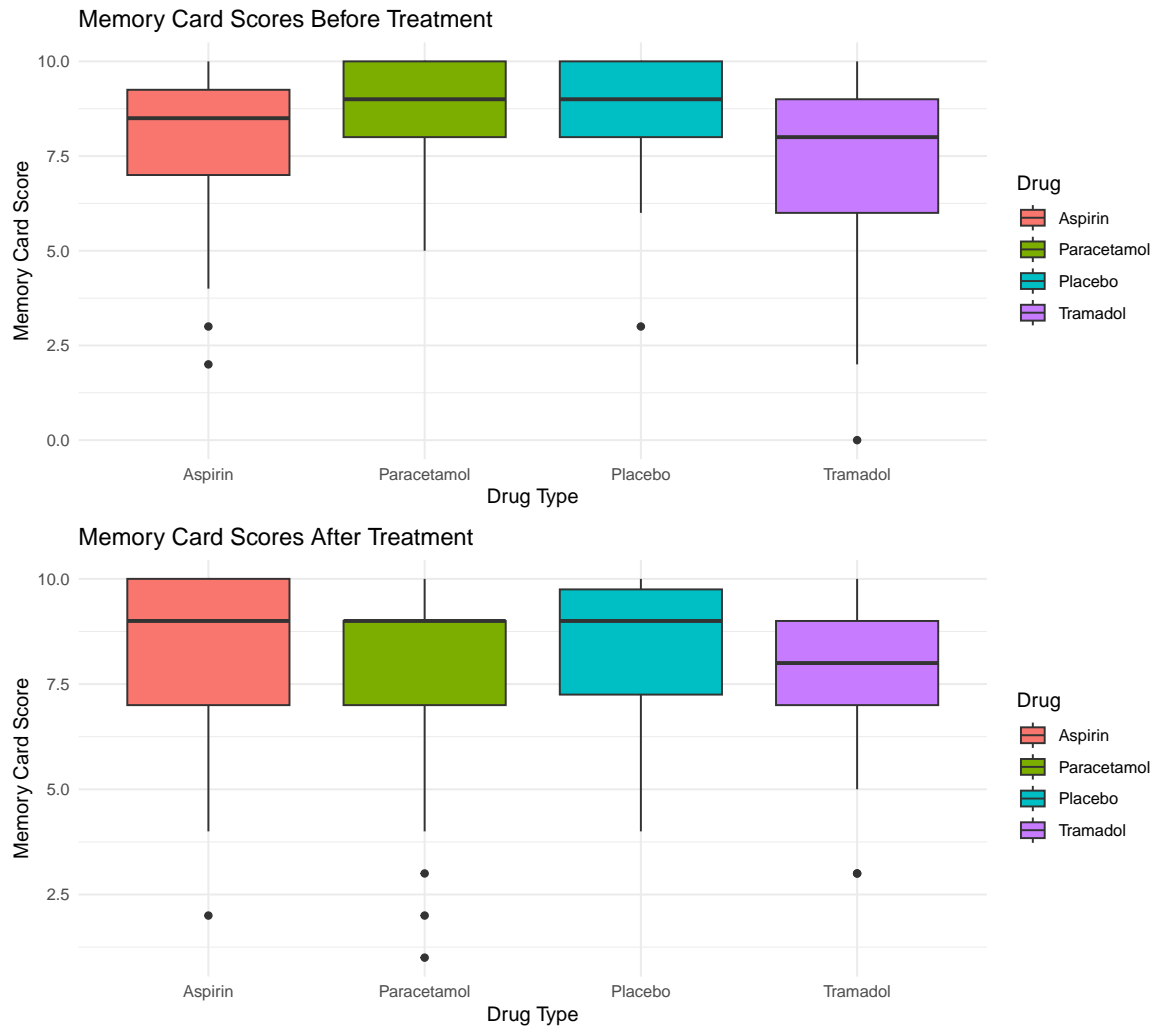 Memory Card Scores Before Treatment
10.0
7.5
5.0
2.5
0.0
Memory Card Score
Aspirin Paracetamol Placebo Tramadol
Drug Type
Drug
Aspirin
Paracetamol
Placebo
Tramadol
Memory Card Scores After Treatment
10.0
7.5
5.0
2.5
Memory Card Score
Aspirin Paracetamol Placebo Tramadol
Drug Type
Drug
Aspirin
Paracetamol
Placebo
Tramadol